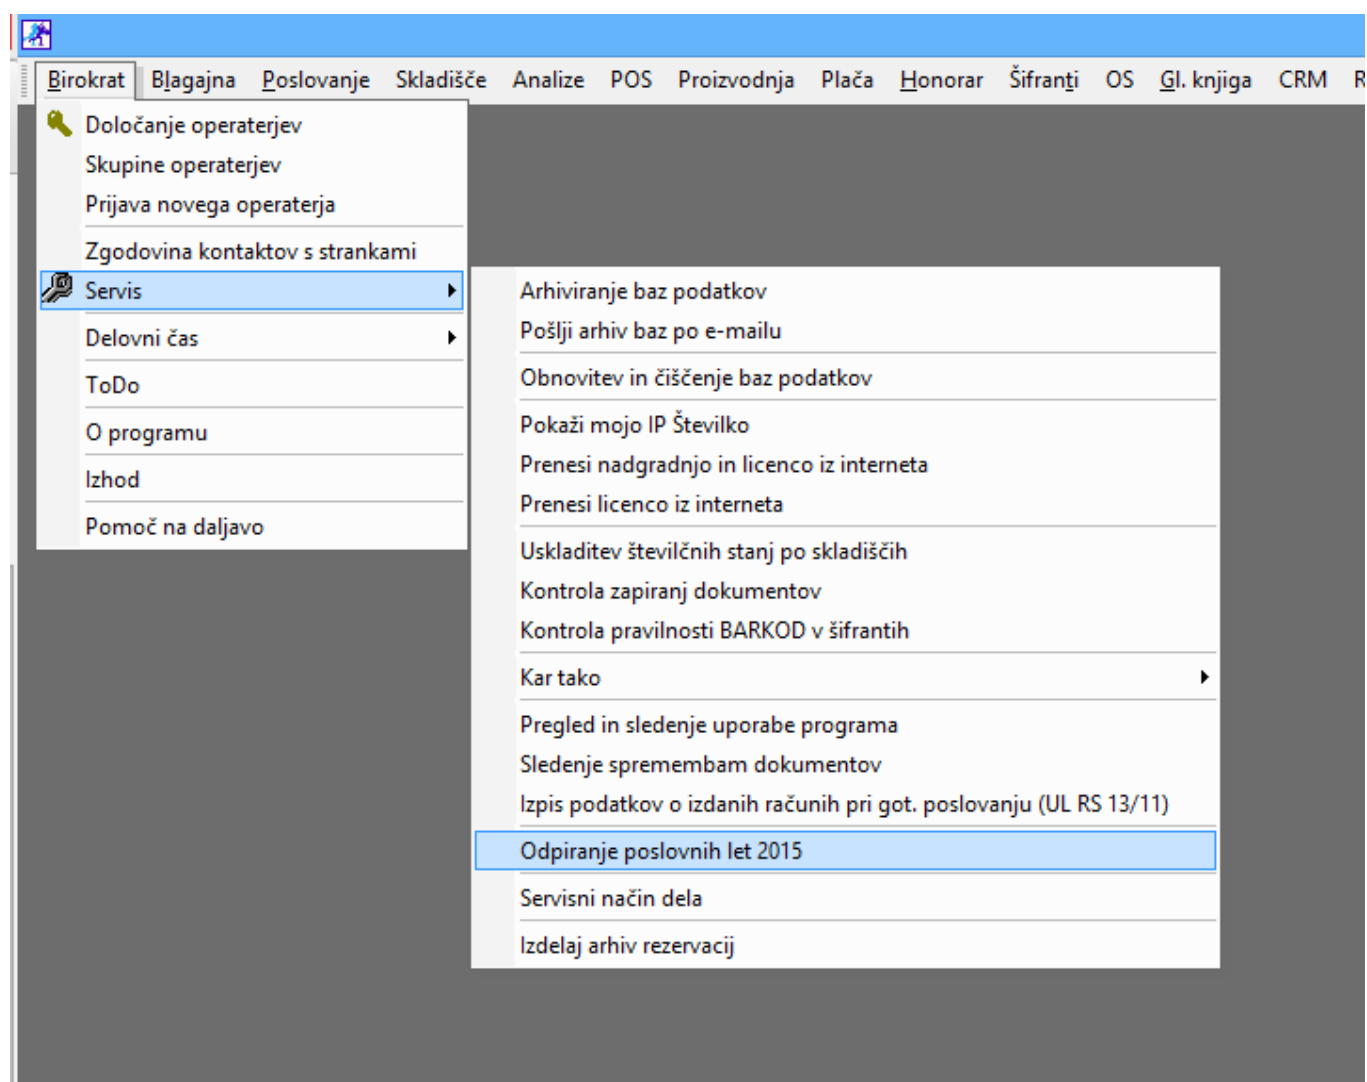 Birokrat Blagajna Poslovanje Skladišče Analize POS Proizvodnja Plača Honorar Šifranti OS Gl. knjiga CRM R
Določanje operaterjev
Skupine operaterjev
Prijava novega operaterja
Zgodovina kontaktov s strankami
Servis
Delovni čas
ToDo
O programu
Izhod
Pomoč na daljavo
Arhiviranje baz podatkov
Pošlji arhiv baz po e-mailu
Obnovitev in čiščenje baz podatkov
Pokaži mojo IP Številko
Prenesi nadgradnjo in licenco iz interneta
Prenesi licenco iz interneta
Uskladitev številčnih stanj po skladiščih
Kontrola zapiranj dokumentov
Kontrola pravilnosti BARKOD v šifrantih
Kar tako
Pregled in sledenje uporabe programa
Sledenje spremembam dokumentov
Izpis podatkov o izdanih računih pri got. poslovanju (UL RS 13/11)
Odpiranje poslovnih let 2015
Servisni način dela
Izdelaj arhiv rezervacij